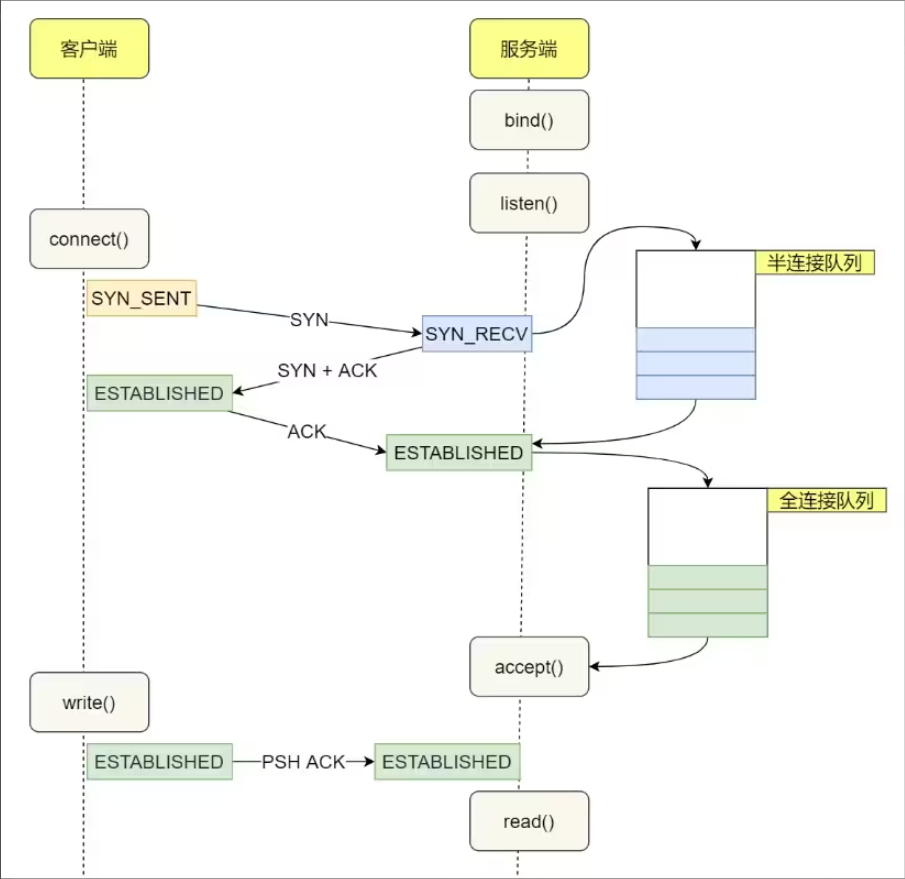 客户端
服务端
bind()
listen()
connect()
半连接队列
SYN_SENT
SYN
SYN_RECV
SYN + ACK
ESTABLISHED
ACK
ESTABLISHED
全连接队列
accept()
write()
ESTABLISHED
PSH ACK
ESTABLISHED
read()